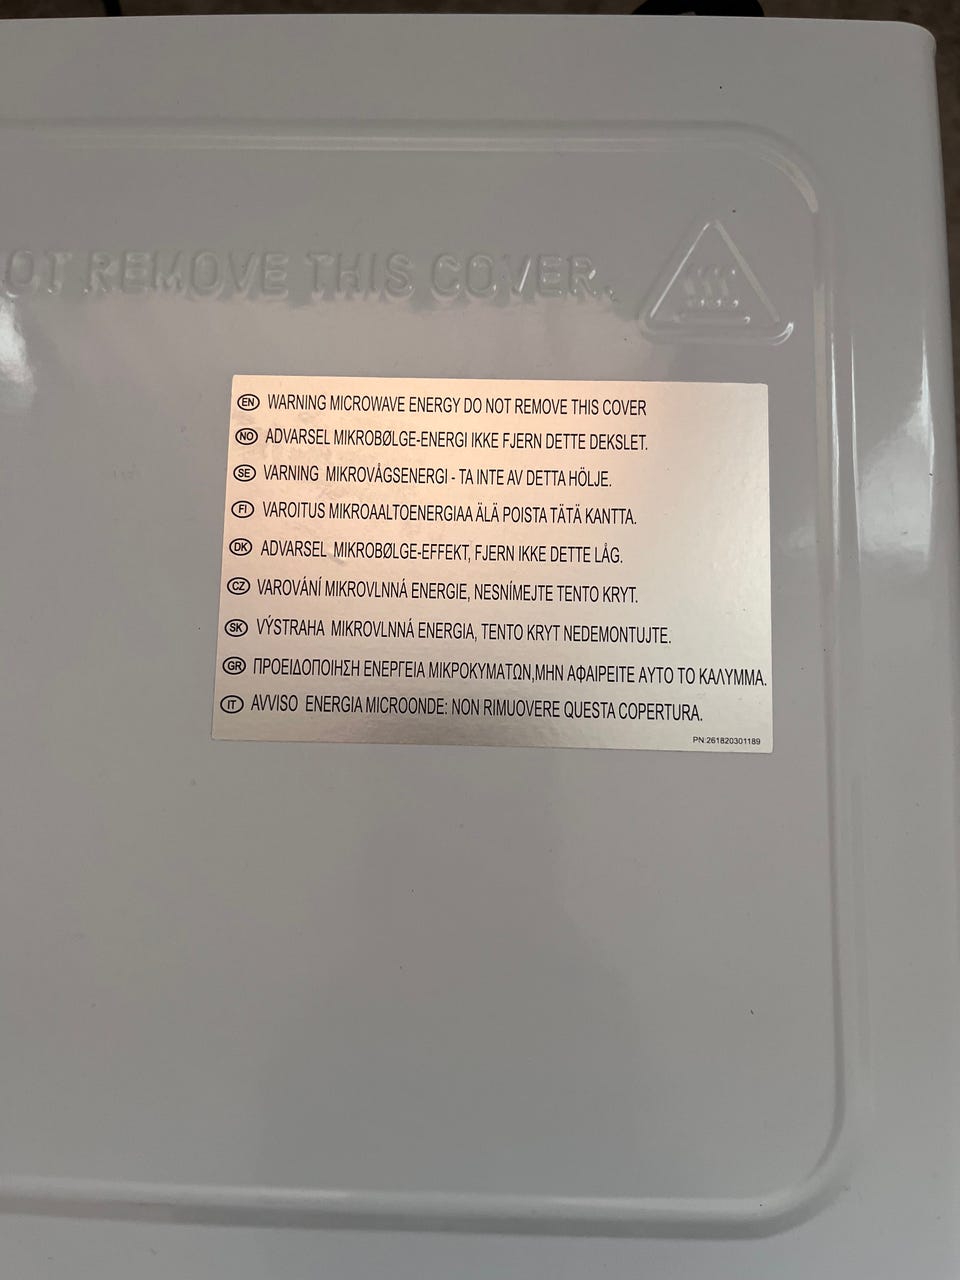 OT REMOVE THIS COVER.
EN WARNING MICROWAVE ENERGY DO NOT REMOVE THIS COVER
NO ADVARSEL MIKROBØLGE-ENERGI IKKE FJERN DETTE DEKSLET.
SE VARNING MIKROVÅGSENERGI - TA INTE AV DETTA HÖLJE.
FI VAROITUS MIKROAALTOENERGIAA ÄLÄ POISTA TÄTÄ KANTTA.
DK ADVARSEL MIKROBØLGE-EFFEKT, FJERN IKKE DETTE LÅG.
CZ VAROVÁNÍ MIKROVLNNÁ ENERGIE, NESNÍMEJTE TENTO KRYT.
SK VÝSTRAHA MIKROVLNNÁ ENERGIA, TENTO KRYT NEDEMONTUJTE.
GR ΠΡΟΕΙΔΟΠΟΙΗΣΗ ΕΝΕΡΓΕΙΑ ΜΙΚΡΟΚΥΜΑΤΩΝ,ΜΗΝ ΑΦΑΙΡΕΙΤΕ ΑΥΤΟ ΤΟ ΚΑΛΥΜΜΑ.
IT AVVISO ENERGIA MICROONDE: NON RIMUOVERE QUESTA COPERTURA.
PN:261820301189